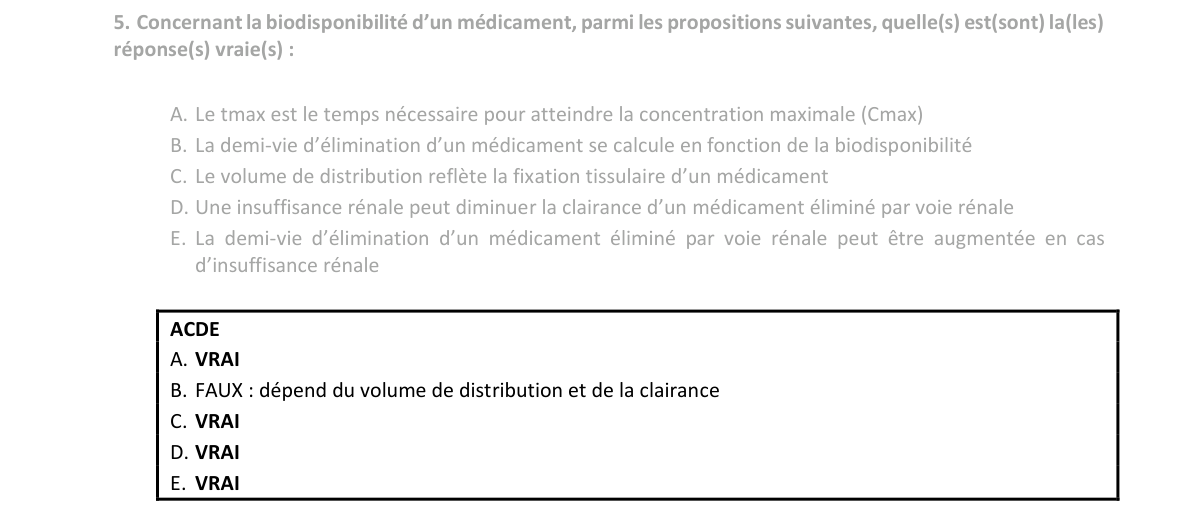 5. Concernant la biodisponibilité d’un médicament, parmi les propositions suivantes, quelle(s) est(sont) la(les)
réponse(s) vraie(s) :
A. Le tmax est le temps nécessaire pour atteindre la concentration maximale (Cmax)
B. La demi-vie d’élimination d’un médicament se calcule en fonction de la biodisponibilité
C. Le volume de distribution reflète la fixation tissulaire d’un médicament
D. Une insuffisance rénale peut diminuer la clairance d’un médicament éliminé par voie rénale
E. La demi-vie d’élimination d’un médicament éliminé par voie rénale peut être augmentée en cas
d’insuffisance rénale
ACDE
A. VRAI
B. FAUX : dépend du volume de distribution et de la clairance
C. VRAI
D. VRAI
E. VRAI